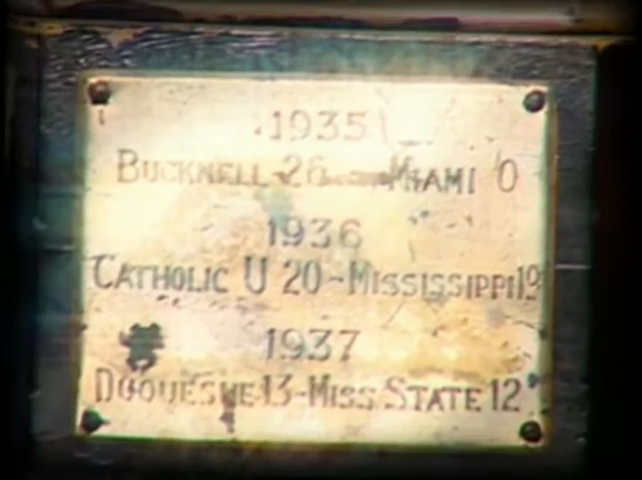 1935
BUCKNELL 26 - MIAMI 0
1936
CATHOLIC U 20 - MISSISSIPPI 19
1937
DUQUESNE 13 - MISS. STATE 12